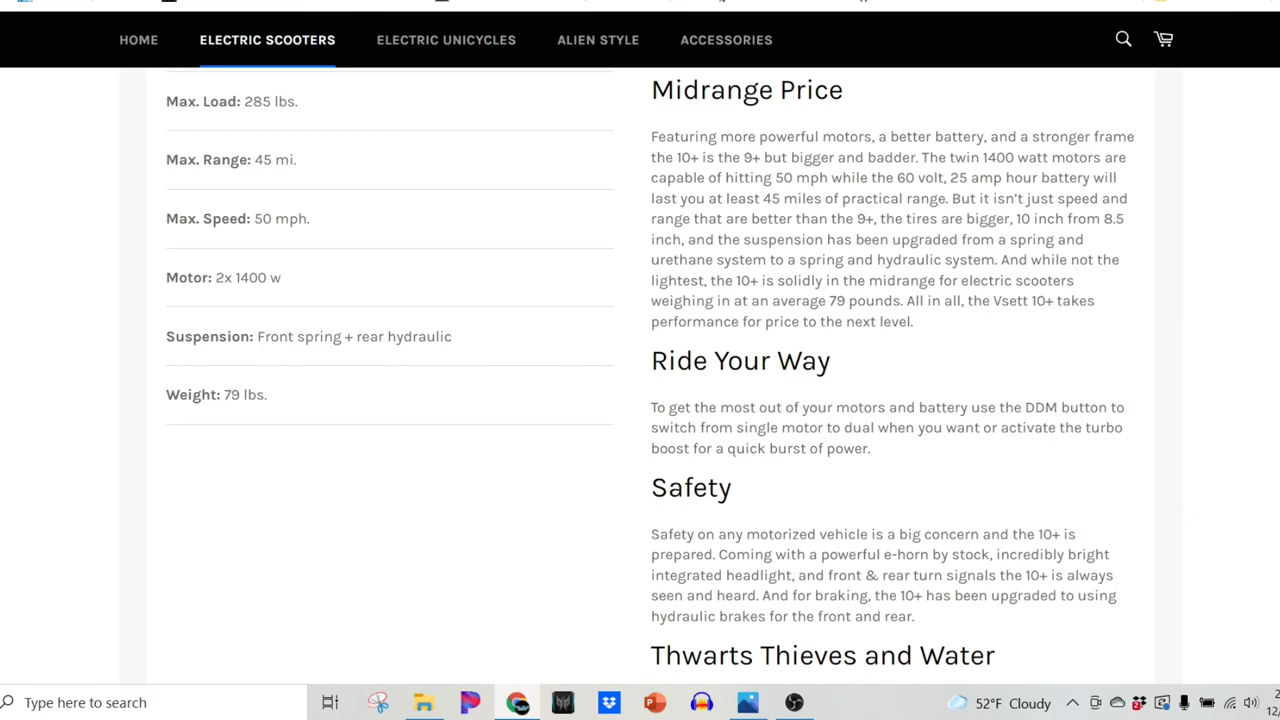 HOME ELECTRIC SCOOTERS ELECTRIC UNICYCLES ALIEN STYLE ACCESSORIES
Max. Load: 285 lbs.
Max. Range: 45 mi.
Max. Speed: 50 mph.
Motor: 2x 1400 w
Suspension: Front spring + rear hydraulic
Weight: 79 lbs.
Midrange Price
Featuring more powerful motors, a better battery, and a stronger frame
the 10+ is the 9+ but bigger and badder. The twin 1400 watt motors are
capable of hitting 50 mph while the 60 volt, 25 amp hour battery will
last you at least 45 miles of practical range. But it isn't just speed and
range that are better than the 9+, the tires are bigger, 10 inch from 8.5
inch, and the suspension has been upgraded from a spring and
urethane system to a spring and hydraulic system. And while not the
lightest, the 10+ is solidly in the midrange for electric scooters
weighing in at an average 79 pounds. All in all, the Vsett 10+ takes
performance for price to the next level.
Ride Your Way
To get the most out of your motors and battery use the DDM button to
switch from single motor to dual when you want or activate the turbo
boost for a quick burst of power.
Safety
Safety on any motorized vehicle is a big concern and the 10+ is
prepared. Coming with a powerful e-horn by stock, incredibly bright
integrated headlight, and front & rear turn signals the 10+ is always
seen and heard. And for braking, the 10+ has been upgraded to using
hydraulic brakes for the front and rear.
Thwarts Thieves and Water
Type here to search
52°F Cloudy